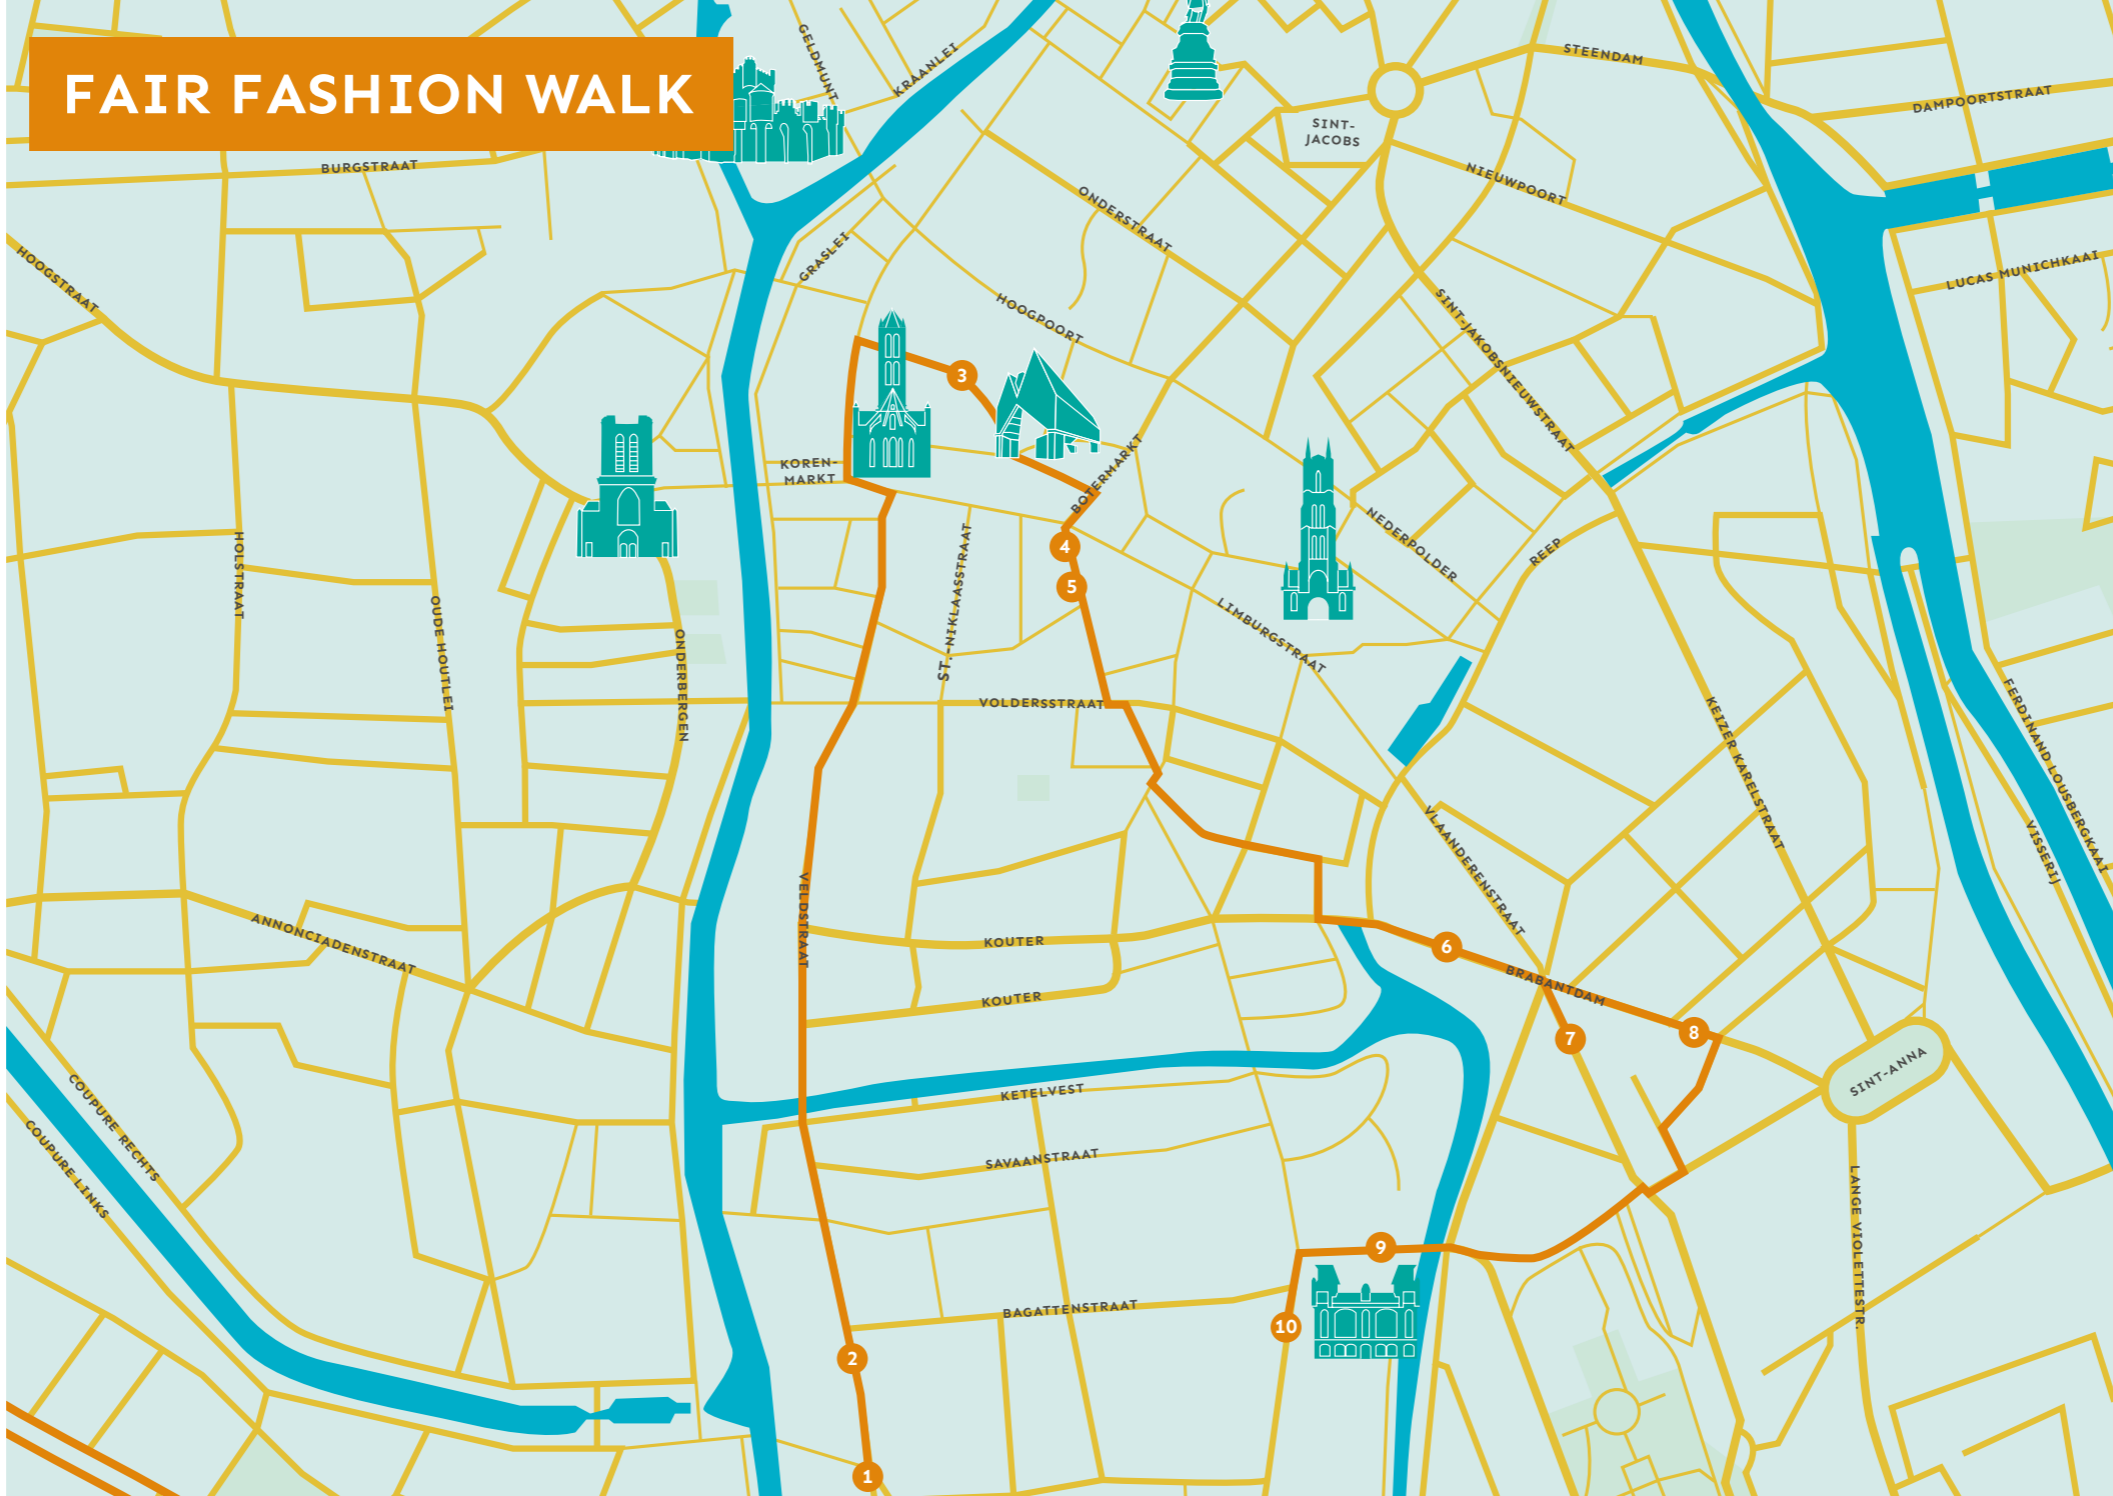 FAIR FASHION WALK
GELDMUNT
KRAANLEI
STEENDAM
DAMPOORTSTRAAT
SINT-
JACOBS
BURGSTRAAT
NIEUWPOORT
ONDERSTRAAT
GRASLEI
HOOGSTRAAT
LUCAS MUNICHKAAI
HOOGPOORT
SINT-JAKOBSNIEUWSTRAAT
3
KOREN-
MARKT
BOTERMARKT
NEDERPOLDER
REEP
4
5
HOLSTRAAT
OUDE HOUTLEI
ONDERBERGEN
ST.-NIKLAASSTRAAT
LIMBURGSTRAAT
VOLDERSSTRAAT
KEIZER KARELSTRAAT
FERDINAND LOUSBERGKAAI
VISSERIJ
VLAANDERENSTRAAT
VELDSTRAAT
ANNONCIADENSTRAAT
KOUTER
6
BRABANTDAM
KOUTER
7
8
SINT-ANNA
COUPURE RECHTS
COUPURE LINKS
KETELVEST
SAVAANSTRAAT
LANGE VIOLETTESTR.
9
BAGATTENSTRAAT
10
2
1